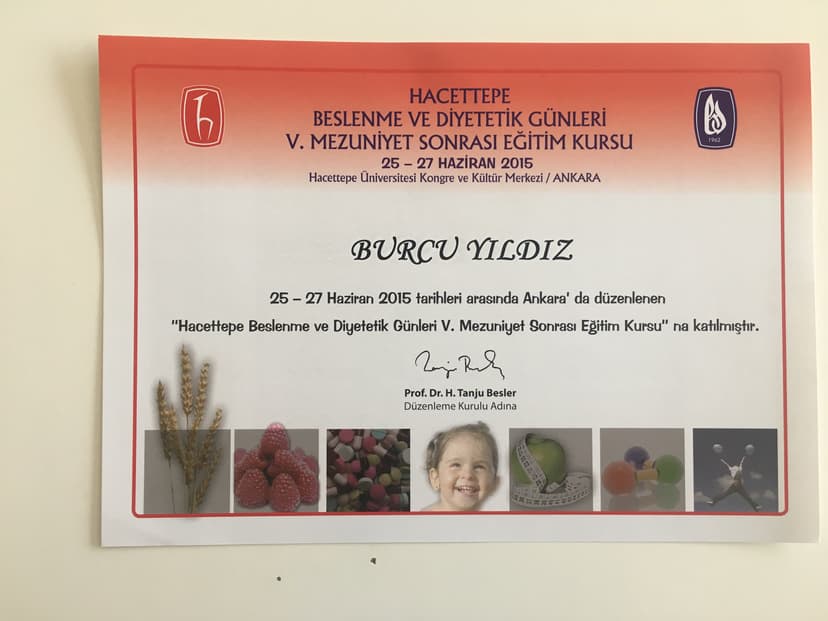 HACETTEPE
BESLENME VE DİYETETİK GÜNLERİ
V. MEZUNİYET SONRASI EĞİTİM KURSU
25 – 27 HAZİRAN 2015
Hacettepe Üniversitesi Kongre ve Kültür Merkezi / ANKARA
1962
BURCU YILDIZ
25 – 27 Haziran 2015 tarihleri arasında Ankara' da düzenlenen
"Hacettepe Beslenme ve Diyetetik Günleri V. Mezuniyet Sonrası Eğitim Kursu" na katılmıştır.
Prof. Dr. H. Tanju Besler
Düzenleme Kurulu Adına